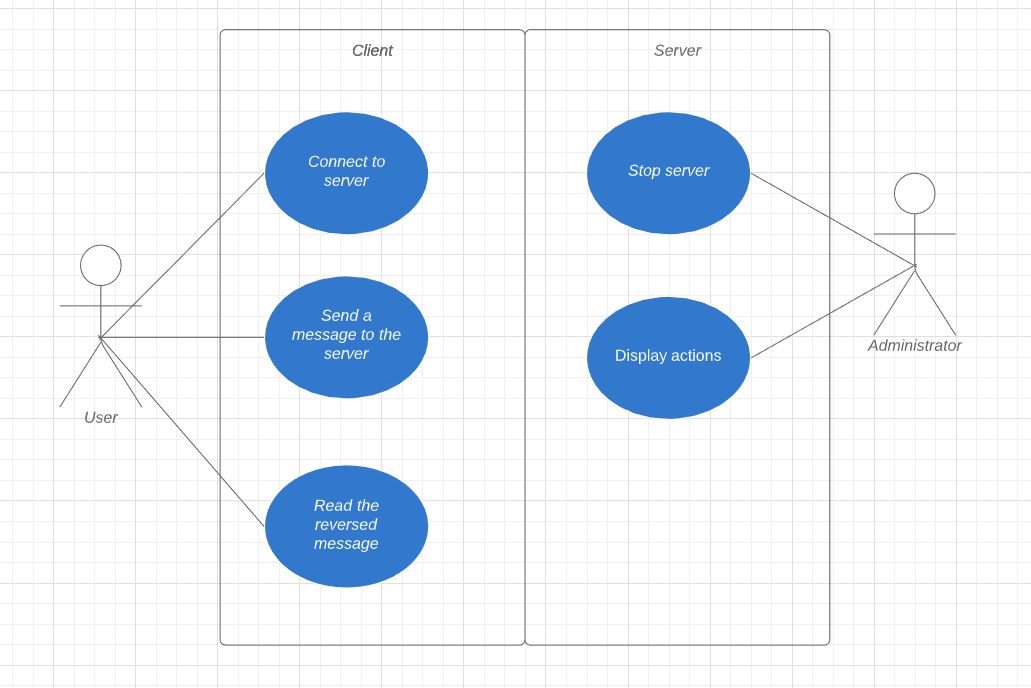 Client
Server
Connect to
server
Stop server
Send a
message to the
server
Display actions
Administrator
User
Read the
reversed
message